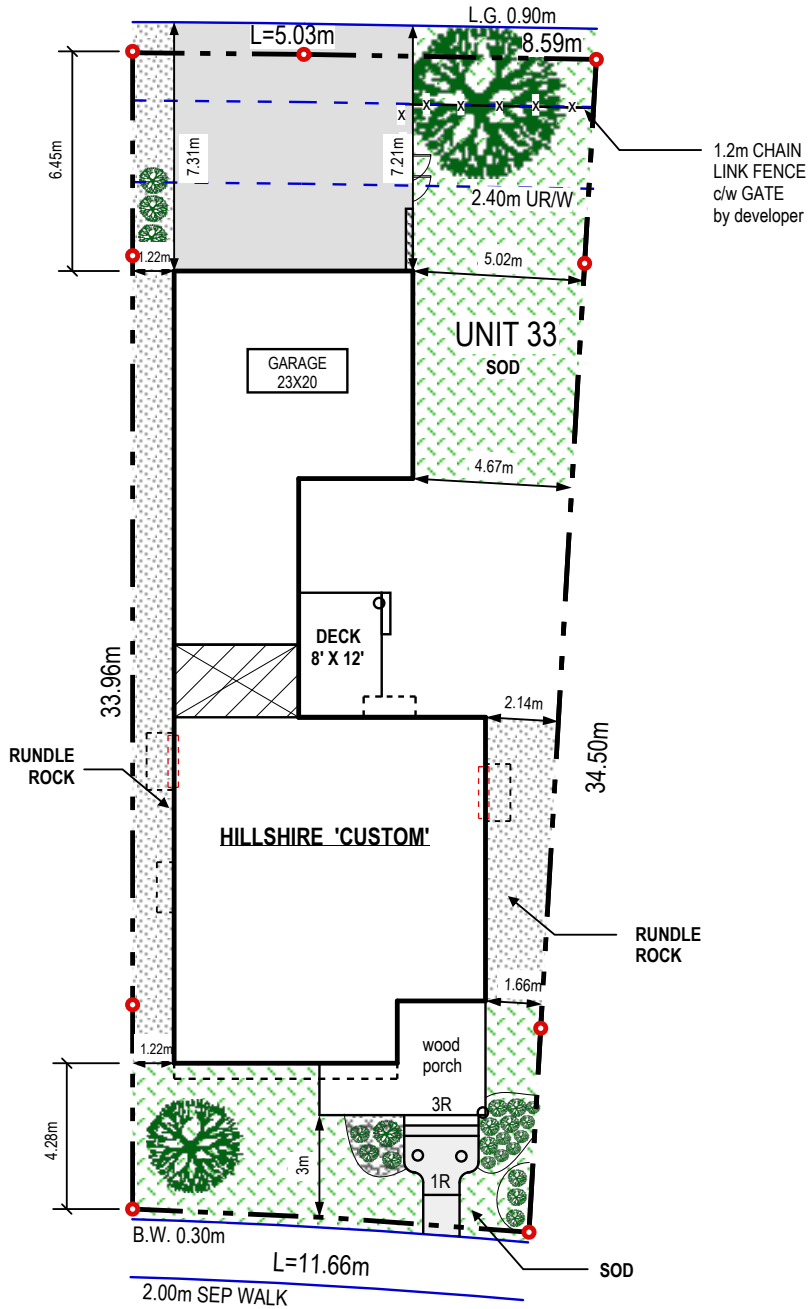 L.G. 0.90m
L=5.03m
8.59m
6.45m
7.31m
7.21m
X X X X X X
1.2m CHAIN
LINK FENCE
c/w GATE
by developer
2.40m UR/W
1.22m
5.02m
UNIT 33
SOD
GARAGE
23X20
4.67m
DECK
8' X 12'
33.96m
2.14m
34.50m
RUNDLE
ROCK
HILLSHIRE 'CUSTOM'
RUNDLE
ROCK
1.66m
1.22m
wood
porch
3R
4.28m
3m
1R
B.W. 0.30m
L=11.66m
SOD
2.00m SEP WALK